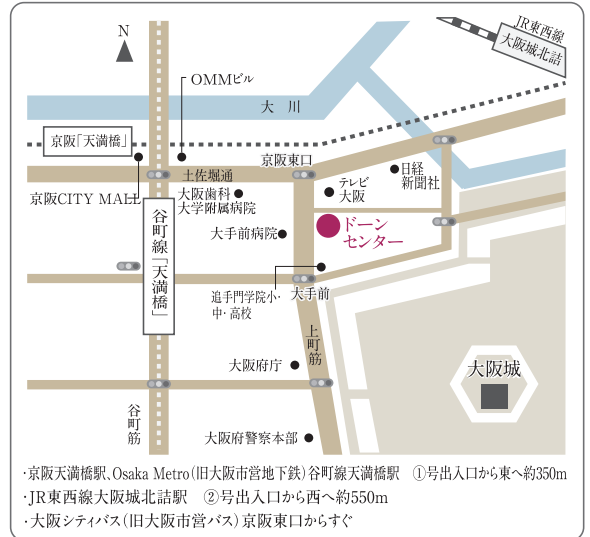 N
JR東西線
大阪城北詰
OMMビル
大 川
京阪「天満橋」
京阪東口
土佐堀通
日経
新聞社
テレビ
大阪
京阪CITY MALL
大阪歯科
大学附属病院
谷町線「天満橋」
大手前病院
ドーン
センター
追手門学院小・
中・高校
大手前
上町筋
大阪府庁
大阪城
谷町筋
大阪府警察本部
・京阪天満橋駅、Osaka Metro(旧大阪市営地下鉄)谷町線天満橋駅 ①号出入口から東へ約350m
・JR東西線大阪城北詰駅 ②号出入口から西へ約550m
・大阪シティバス(旧大阪市営バス)京阪東口からすぐ